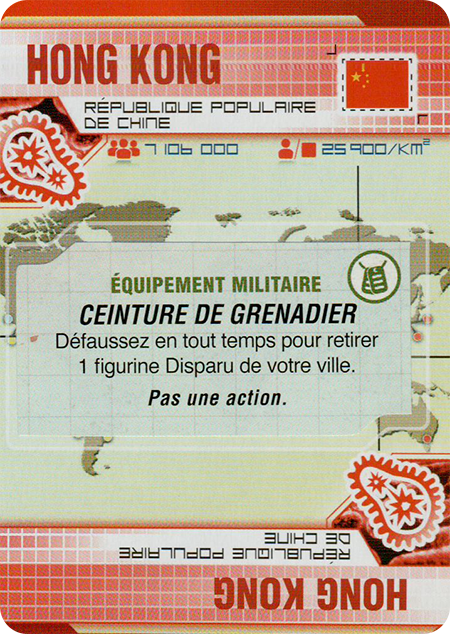 HONG KONG
RÉPUBLIQUE POPULAIRE
DE CHINE
7 106 000
25 900/KM²
ÉQUIPEMENT MILITAIRE
CEINTURE DE GRENADIER
Défaussez en tout temps pour retirer
1 figurine Disparu de votre ville.
Pas une action.
RÉPUBLIQUE POPULAIRE
DE CHINE
HONG KONG